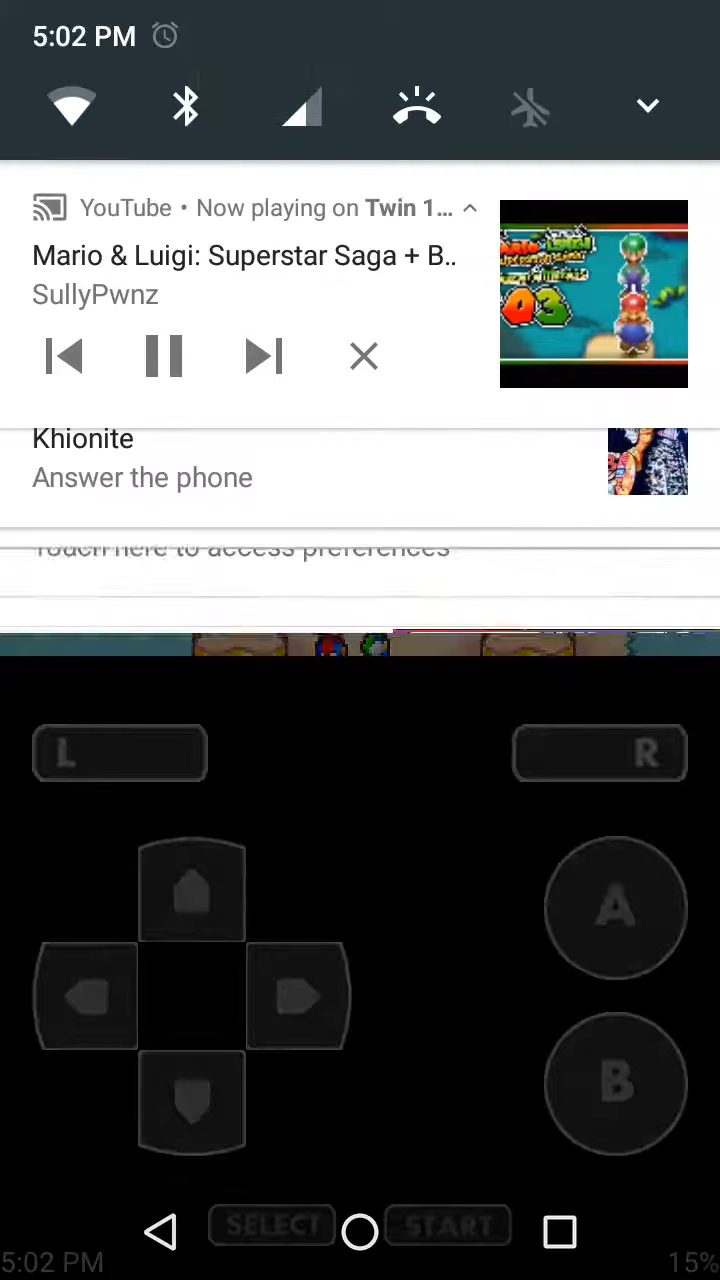 5:02 PM
YouTube • Now playing on Twin 1...
Mario & Luigi: Superstar Saga + B..
SullyPwnz
03
Khionite
Answer the phone
Touch here to access preferences
L
R
A
B
SELECT
START
5:02 PM
15%